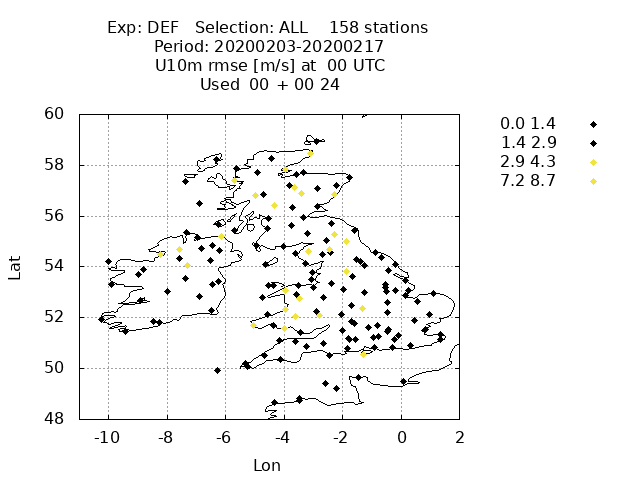 Exp: DEF Selection: ALL 158 stations
Period: 20200203-20200217
U10m rmse [m/s] at 00 UTC
Used 00 + 00 24
60
58
56
54
52
50
48
Lat
-10 -8 -6 -4 -2 0 2
Lon
0.0 1.4
1.4 2.9
2.9 4.3
7.2 8.7